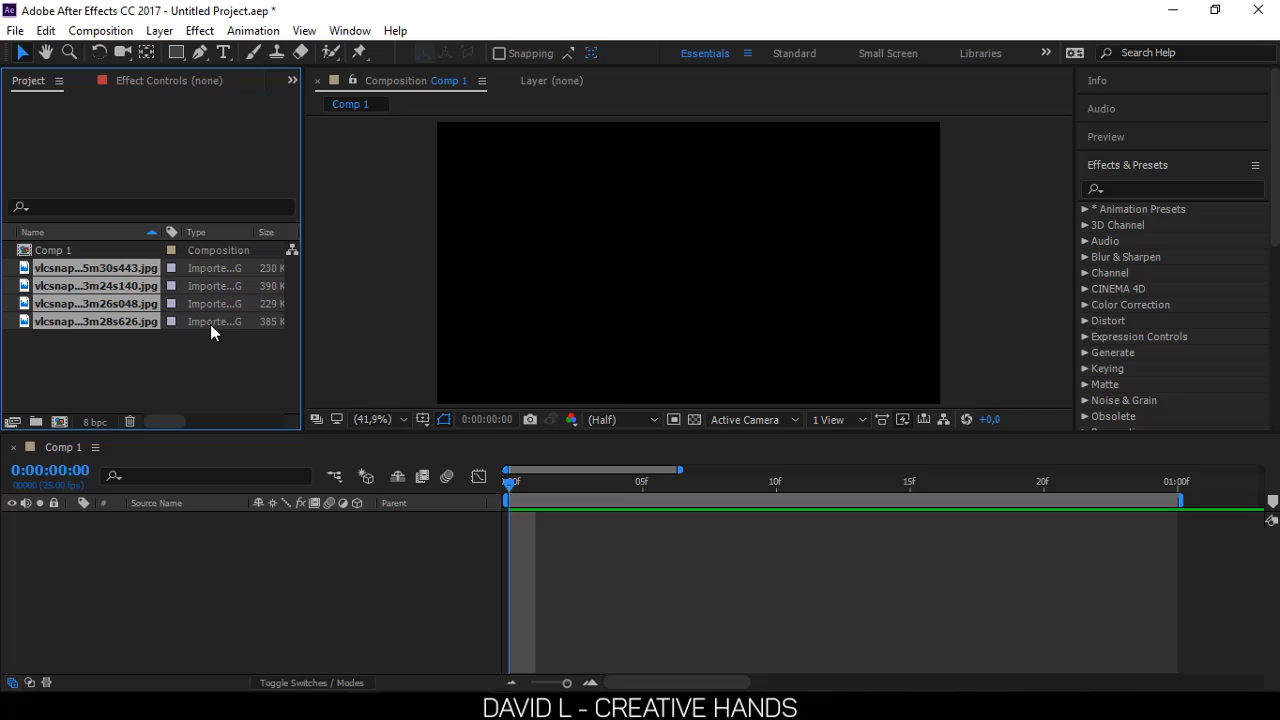 Ae Adobe After Effects CC 2017 - Untitled Project.aep *
File Edit Composition Layer Effect Animation View Window Help
Snapping Essentials Standard Small Screen Libraries Search Help
Project Effect Controls (none) Composition Comp 1 Layer (none) Info
Comp 1
Audio
Preview
Effects & Presets
Name Type Size
* Animation Presets
3D Channel
Audio
Blur & Sharpen
Channel
CINEMA 4D
Color Correction
Distort
Expression Controls
Generate
Keying
Matte
Noise & Grain
Obsolete
Comp 1 Composition
vlcsnap...5m30s443.jpg Importe...G 230 K
vlcsnap...3m24s140.jpg Importe...G 390 K
vlcsnap...3m26s048.jpg Importe...G 229 K
vlcsnap...3m28s626.jpg Importe...G 385 K
8 bpc (41,9%) 0:00:00:00 (Half) Active Camera 1 View +0,0
Comp 1
0:00:00:00
00000 (25.00 fps)
05f 10f 15f 20f 01:00f
# Source Name Parent
Toggle Switches / Modes
DAVID L - CREATIVE HANDS